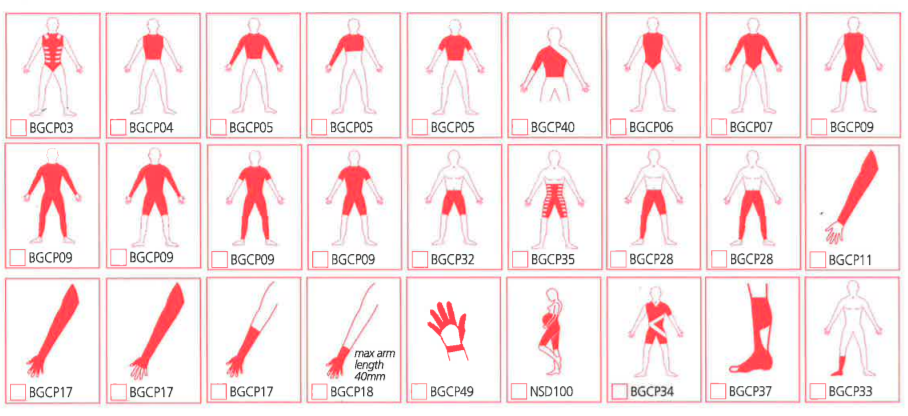 BGCP03
BGCP04
BGCP05
BGCP05
BGCP05
BGCP40
BGCP06
BGCP07
BGCP09
BGCP09
BGCP09
BGCP09
BGCP09
BGCP32
BGCP35
BGCP28
BGCP28
BGCP11
BGCP17
BGCP17
BGCP17
max arm
length
40mm
BGCP18
BGCP49
NSD100
BGCP34
BGCP37
BGCP33